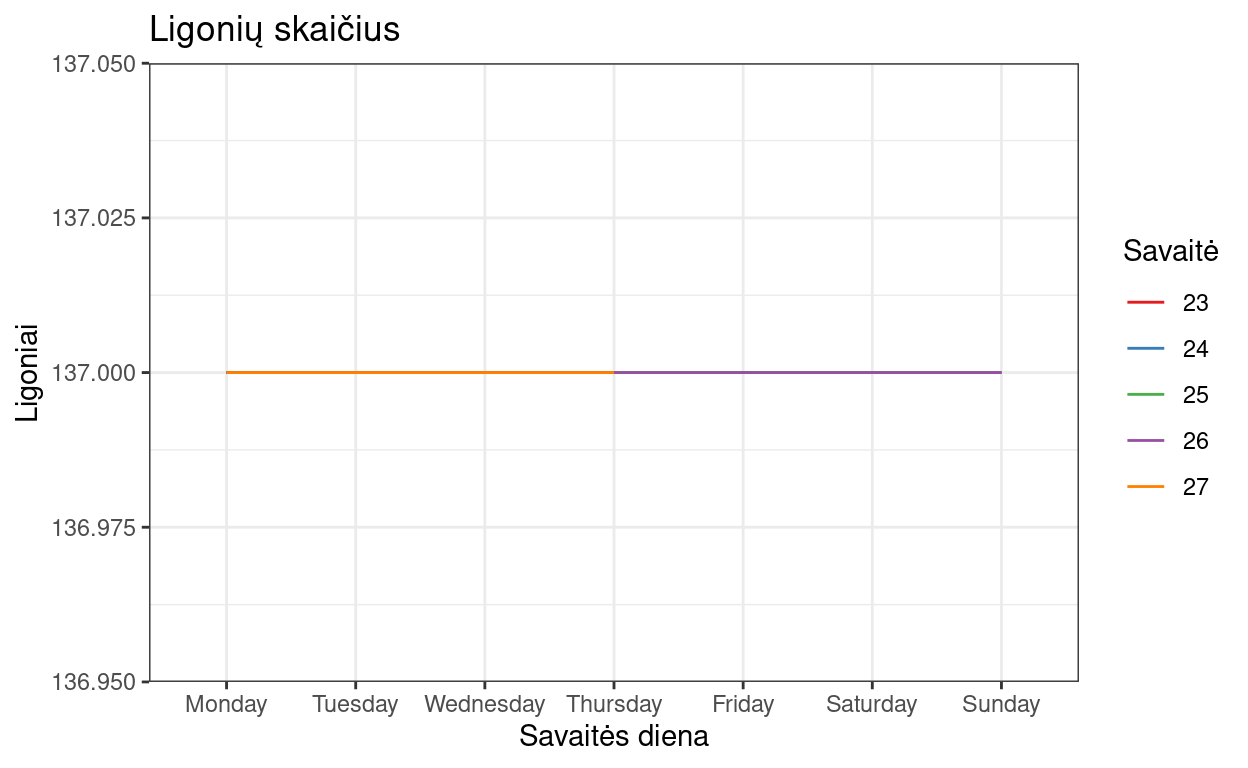 Ligonių skaičius
137.050
137.025
137.000
136.975
136.950
Ligoniai
Monday Tuesday Wednesday Thursday Friday Saturday Sunday
Savaitės diena
Savaitė
23
24
25
26
27